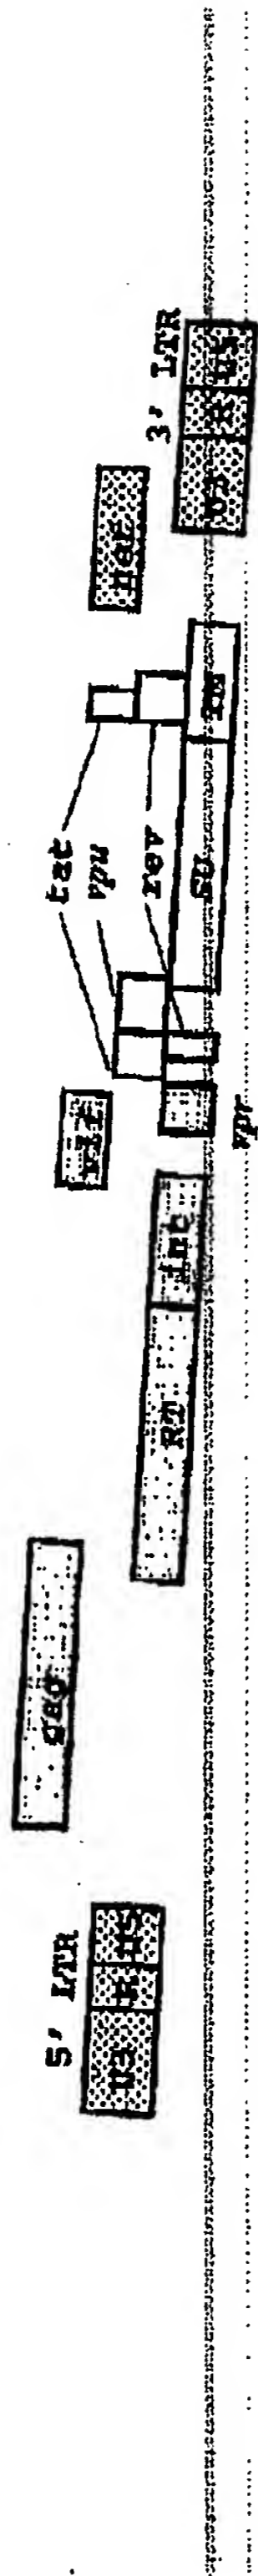 5' LTR
U3 R U5
gag
RT int
vif
vpr
tat
vpu
rev
SU TM
nef
3' LTR
U3 R U5